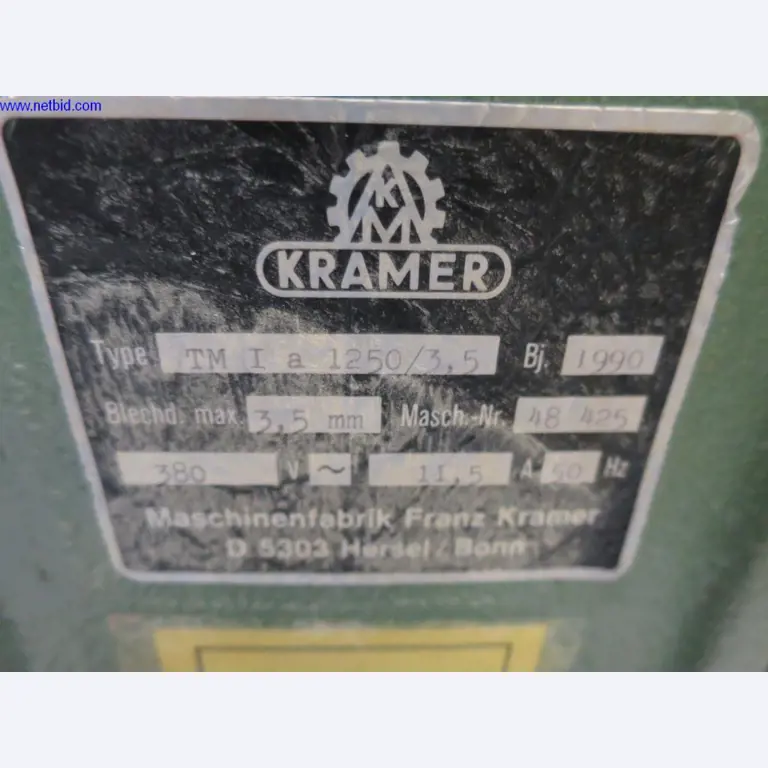 www.netbid.com
KM
KRAMER
Type TM I a 1250/3,5 Bj. 1990
Blechd. max. 3,5 mm Masch.-Nr. 48 425
380 V ~ 11,5 A 50 Hz
Maschinenfabrik Franz Kramer
D 5303 Hersel/Bonn